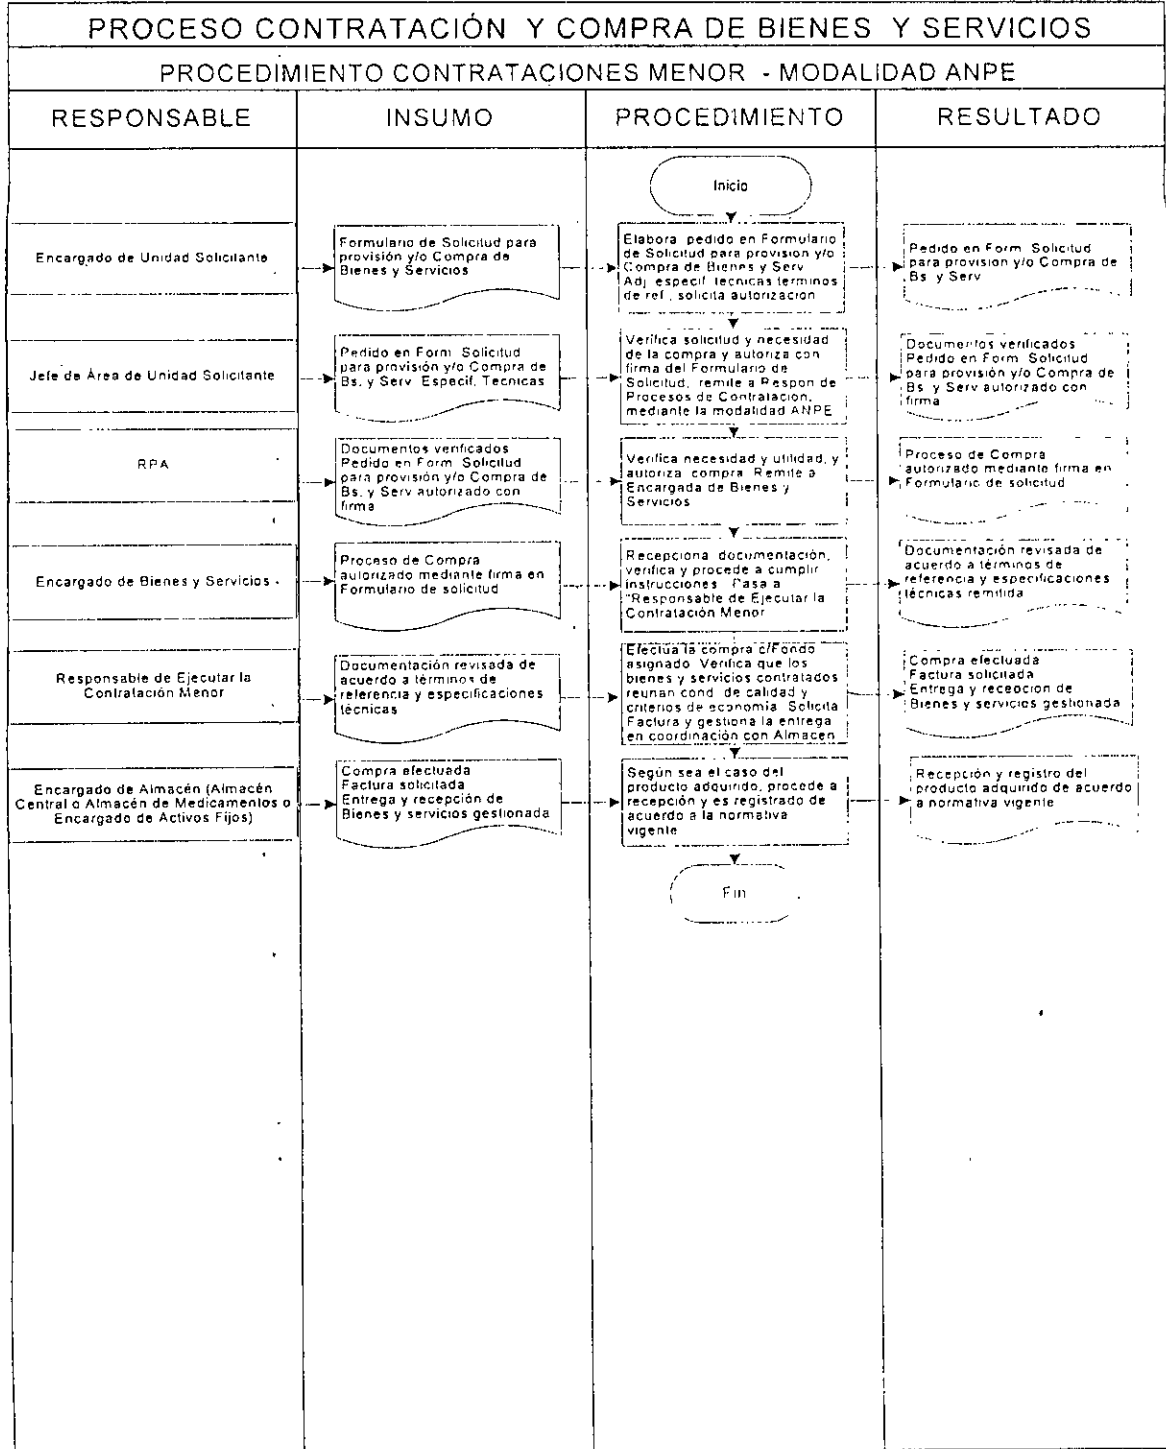 PROCESO CONTRATACIÓN Y COMPRA DE BIENES Y SERVICIOS
PROCEDIMIENTO CONTRATACIONES MENOR - MODALIDAD ANPE
RESPONSABLE
INSUMO
PROCEDIMIENTO
RESULTADO
Inicio
Encargado de Unidad Solicitante
Formulario de Solicitud para
provisión y/o Compra de
Bienes y Servicios
Elabora pedido en Formulario
de Solicitud para provision y/o
Compra de Bienes y Serv
Adj especif tecnicas terminos
de ref., solicita autorizacion
Pedido en Form Solicitud
para provision y/o Compra de
Bs. y Serv
Jefe de Área de Unidad Solicitante
Pedido en Form Solicitud
para provisión y/o Compra de
Bs. y Serv Especif. Tecnicas
Verifica solicitud y necesidad
de la compra y autoriza con
firma del Formulario de
Solicitud, remite a Respon de
Procesos de Contratacion,
mediante la modalidad ANPE
Documentos verificados
Pedido en Form Solicitud
para provisión y/o Compra de
Bs y Serv autorizado con
firma
RPA
Documentos verificados
Pedido en Form Solicitud
para provisión y/o Compra de
Bs. y Serv autorizado con
firma
Verifica necesidad y utilidad, y
autoriza compra Remite a
Encargada de Bienes y
Servicios
Proceso de Compra
autorizado mediante firma en
Formulario de solicitud
Encargado de Bienes y Servicios
Proceso de Compra
autorizado mediante firma en
Formulario de solicitud
Recepciona documentación,
verifica y procede a cumplir
instrucciones Pasa a
"Responsable de Ejecutar la
Contratación Menor
Documentación revisada de
acuerdo a términos de
referencia y especificaciones
técnicas remitida
Responsable de Ejecutar la
Contratación Menor
Documentación revisada de
acuerdo a términos de
referencia y especificaciones
técnicas
Efectua la compra c/Fondo
asignado Verifica que los
bienes y servicios contratados
reunan cond de calidad y
criterios de economia Solicita
Factura y gestiona la entrega
en coordinación con Almacen
Compra efectuada
Factura solicitada
Entrega y recepcion de
Bienes y servicios gestionada
Encargado de Almacén (Almacén
Central o Almacén de Medicamentos o
Encargado de Activos Fijos)
Compra efectuada
Factura solicitada
Entrega y recepción de
Bienes y servicios gestionada
Según sea el caso del
producto adquirido, procede a
recepción y es registrado de
acuerdo a la normativa
vigente
Recepción y registro del
producto adquirido de acuerdo
a normativa vigente
Fin